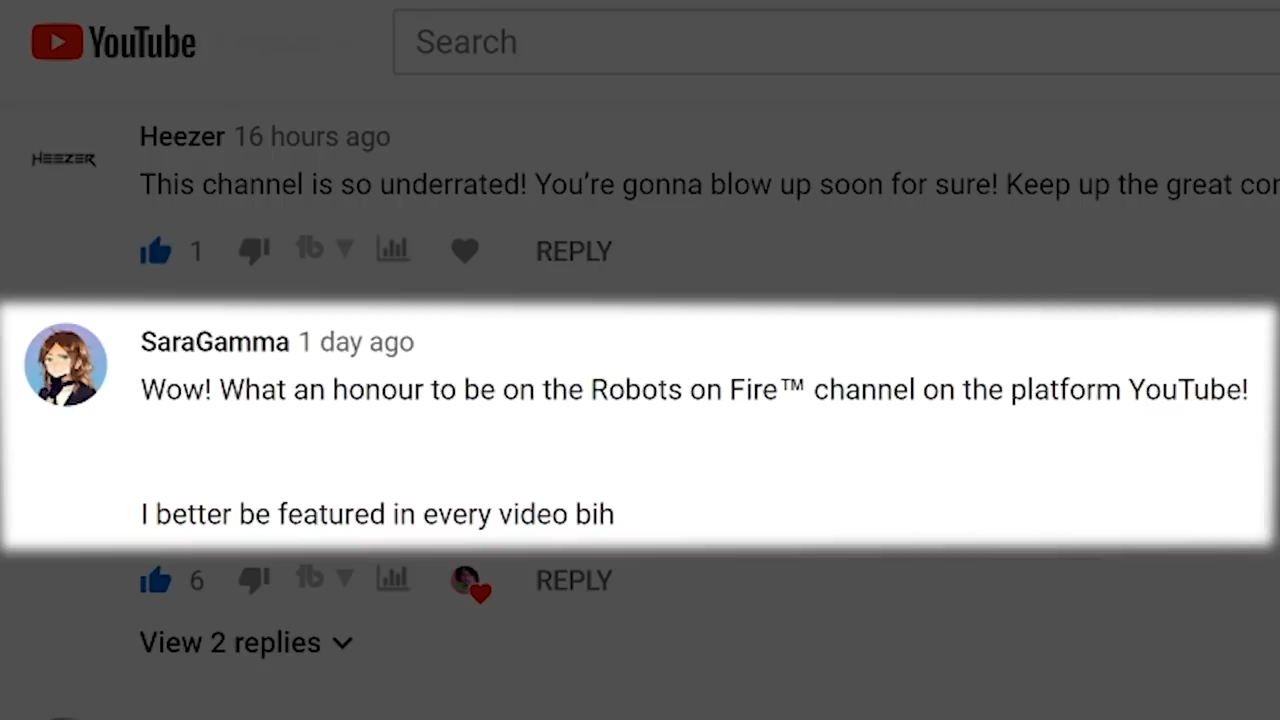 YouTube
Search
Heezer 16 hours ago
HEEZER
This channel is so underrated! You’re gonna blow up soon for sure! Keep up the great
1
REPLY
SaraGamma 1 day ago
Wow! What an honour to be on the Robots on Fire™ channel on the platform YouTube!
I better be featured in every video bih
6
REPLY
View 2 replies